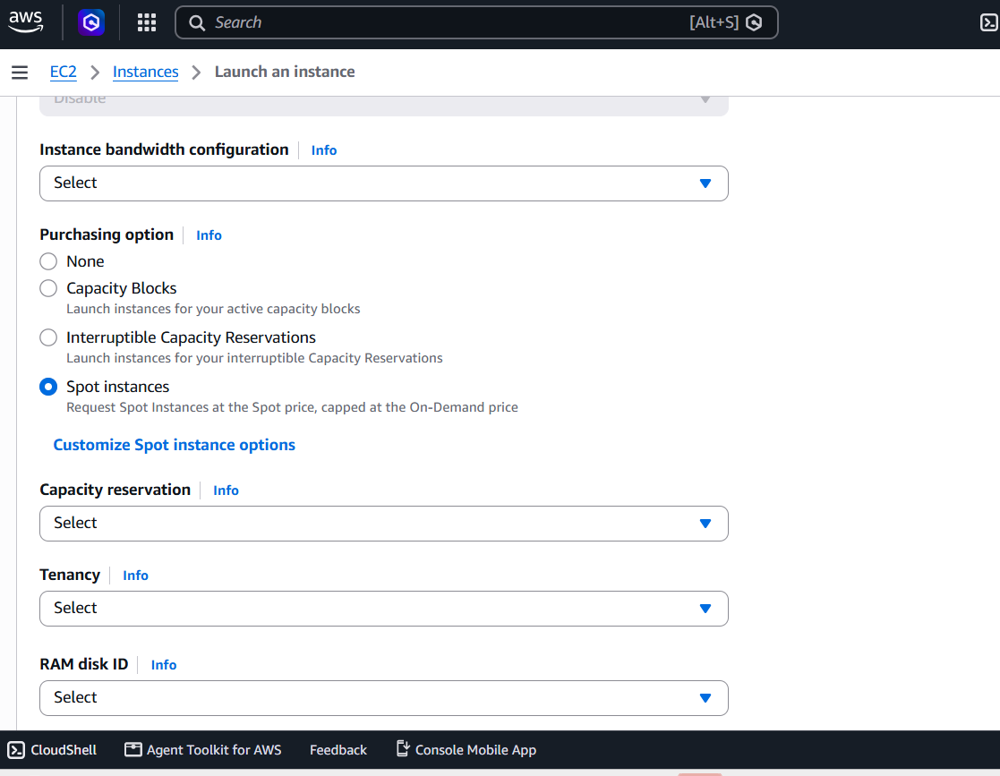 aws
Search [Alt+S]
EC2 Instances Launch an instance
Disable
Instance bandwidth configuration Info
Select
Purchasing option Info
None
Capacity Blocks
Launch instances for your active capacity blocks
Interruptible Capacity Reservations
Launch instances for your interruptible Capacity Reservations
Spot instances
Request Spot Instances at the Spot price, capped at the On-Demand price
Customize Spot instance options
Capacity reservation Info
Select
Tenancy Info
Select
RAM disk ID Info
Select
CloudShell Agent Toolkit for AWS Feedback Console Mobile App